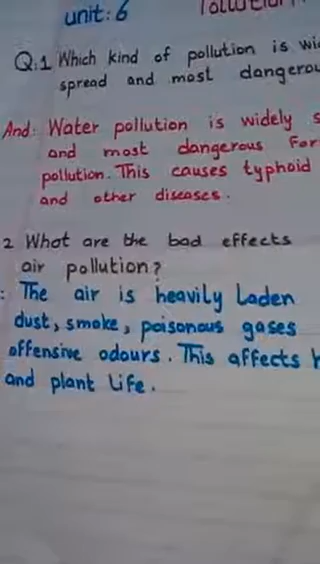 unit: 6
Q:1 Which kind of pollution is
spread and most
And: Water pollution is widely
and most dangerous
pollution. This causes typhoid
and other diseases.
2 What are the bad effects
air pollution?
: The air is heavily Laden
dust, smoke, poisonous gases
offensive odours. This affects
and plant Life.